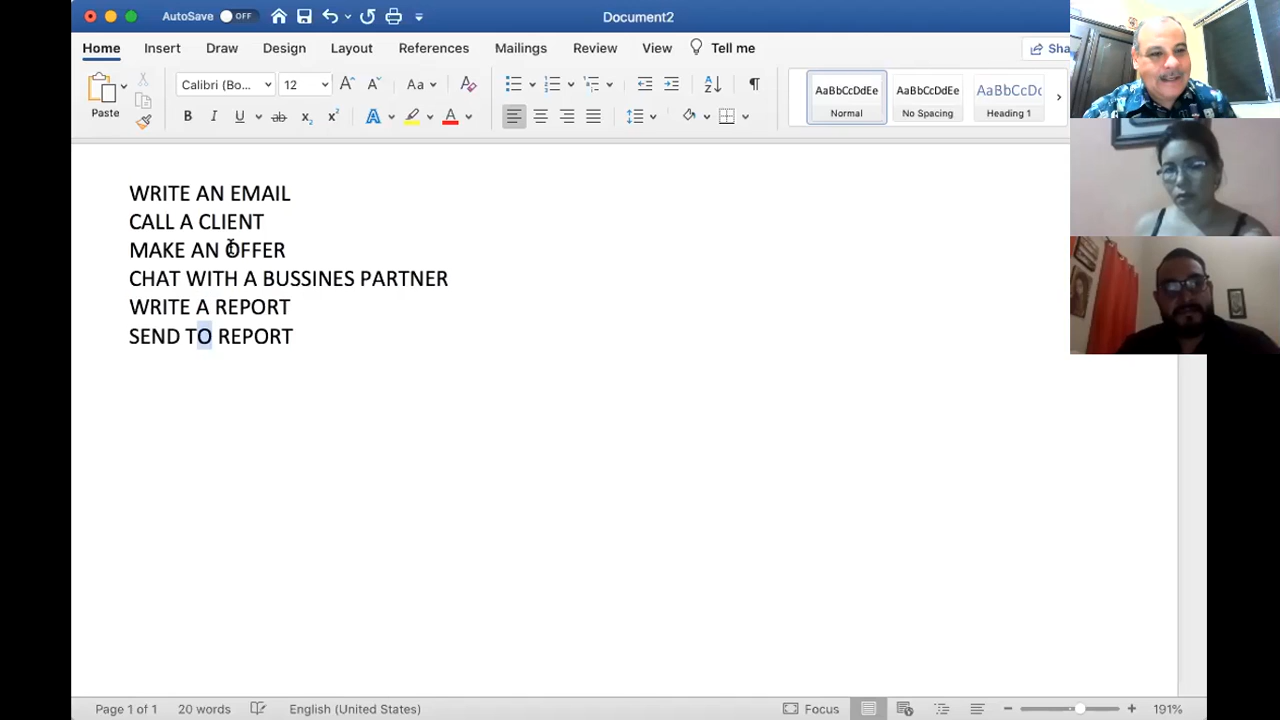 AutoSave OFF Document2
Home Insert Draw Design Layout References Mailings Review View Tell me Sha
Paste Calibri (Bo... 12 Aa AaBbCcDdEe AaBbCcDdEe AaBbCcDc
Normal No Spacing Heading 1
WRITE AN EMAIL
CALL A CLIENT
MAKE AN OFFER
CHAT WITH A BUSSINES PARTNER
WRITE A REPORT
SEND TO REPORT
Page 1 of 1 20 words English (United States) Focus 191%